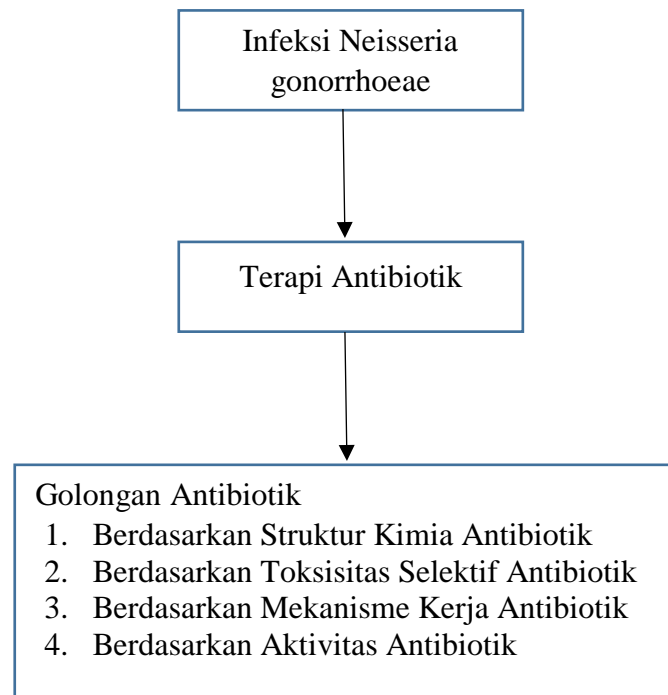 Infeksi Neisseria
gonorrhoeae
Terapi Antibiotik
Golongan Antibiotik
1. Berdasarkan Struktur Kimia Antibiotik
2. Berdasarkan Toksisitas Selektif Antibiotik
3. Berdasarkan Mekanisme Kerja Antibiotik
4. Berdasarkan Aktivitas Antibiotik